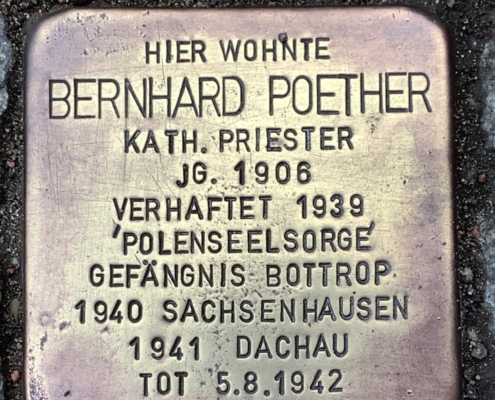 HIER WOHNTE
BERNHARD POETHER
KATH. PRIESTER
JG. 1906
VERHAFTET 1939
'POLENSEELSORGE'
GEFÄNGNIS BOTTROP
1940 SACHSENHAUSEN
1941 DACHAU
TOT 5.8.1942